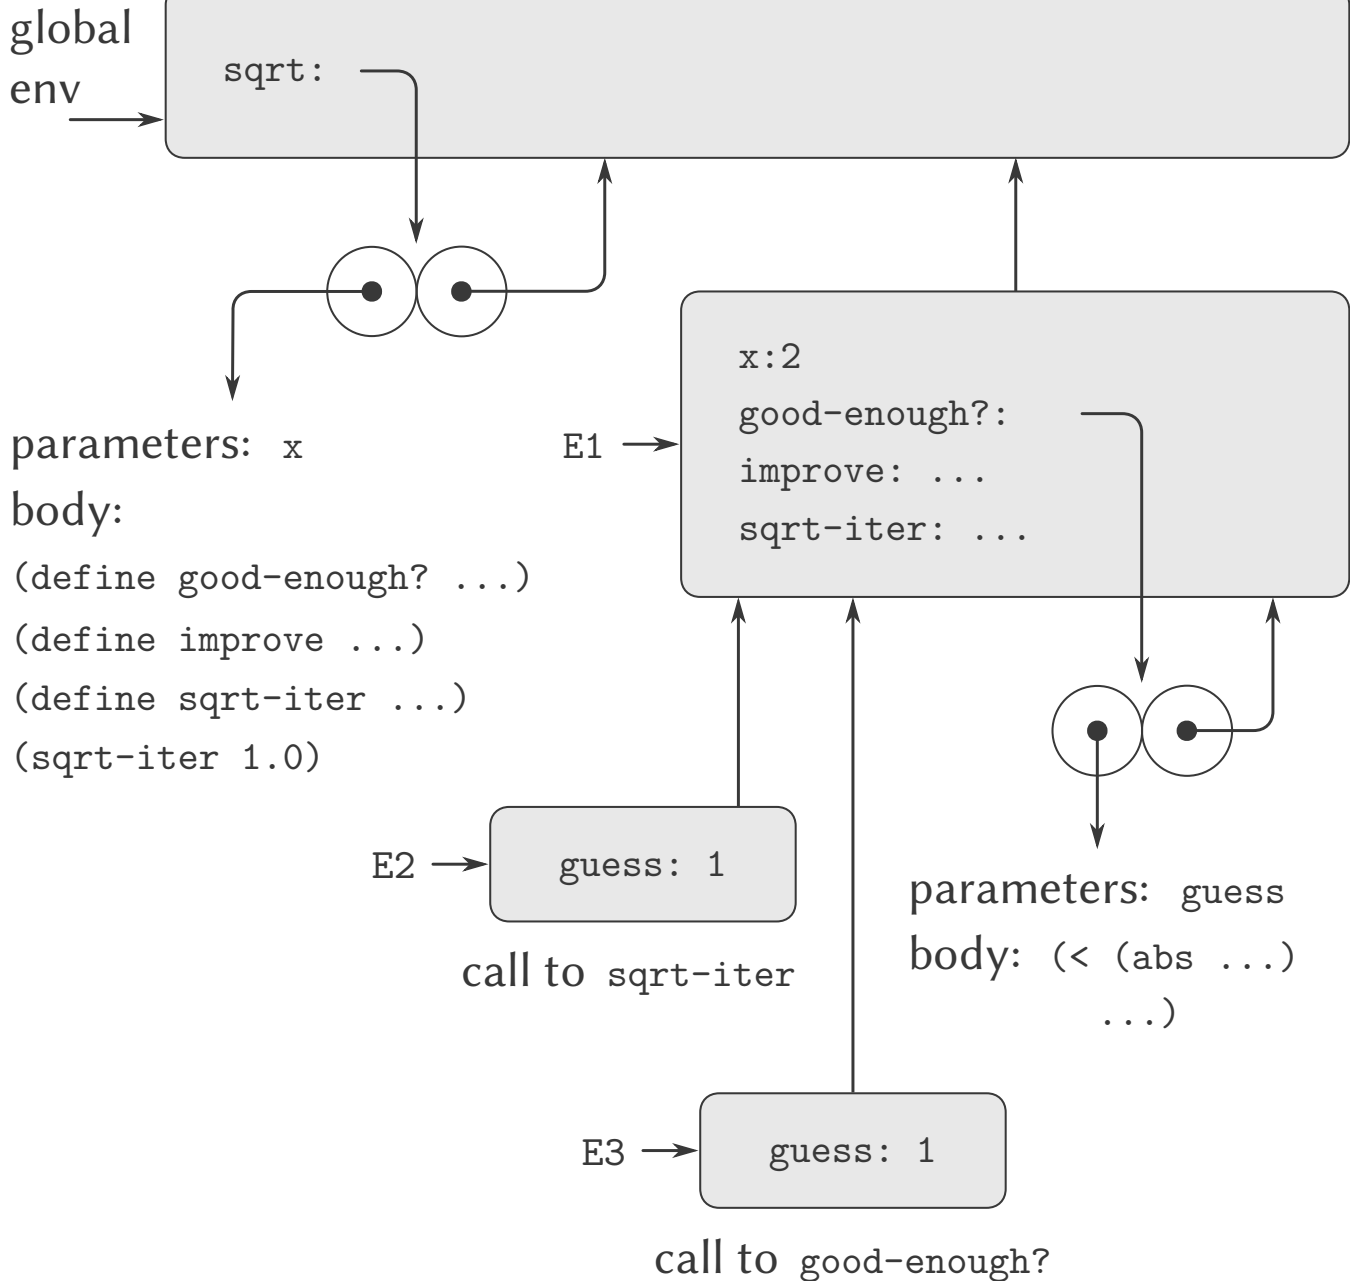 global
env
sqrt:
x:2
good-enough?:
improve: ...
sqrt-iter: ...
E1
parameters: x
body:
(define good-enough? ...)
(define improve ...)
(define sqrt-iter ...)
(sqrt-iter 1.0)
E2
guess: 1
call to sqrt-iter
parameters: guess
body: (< (abs ...)
...)
E3
guess: 1
call to good-enough?